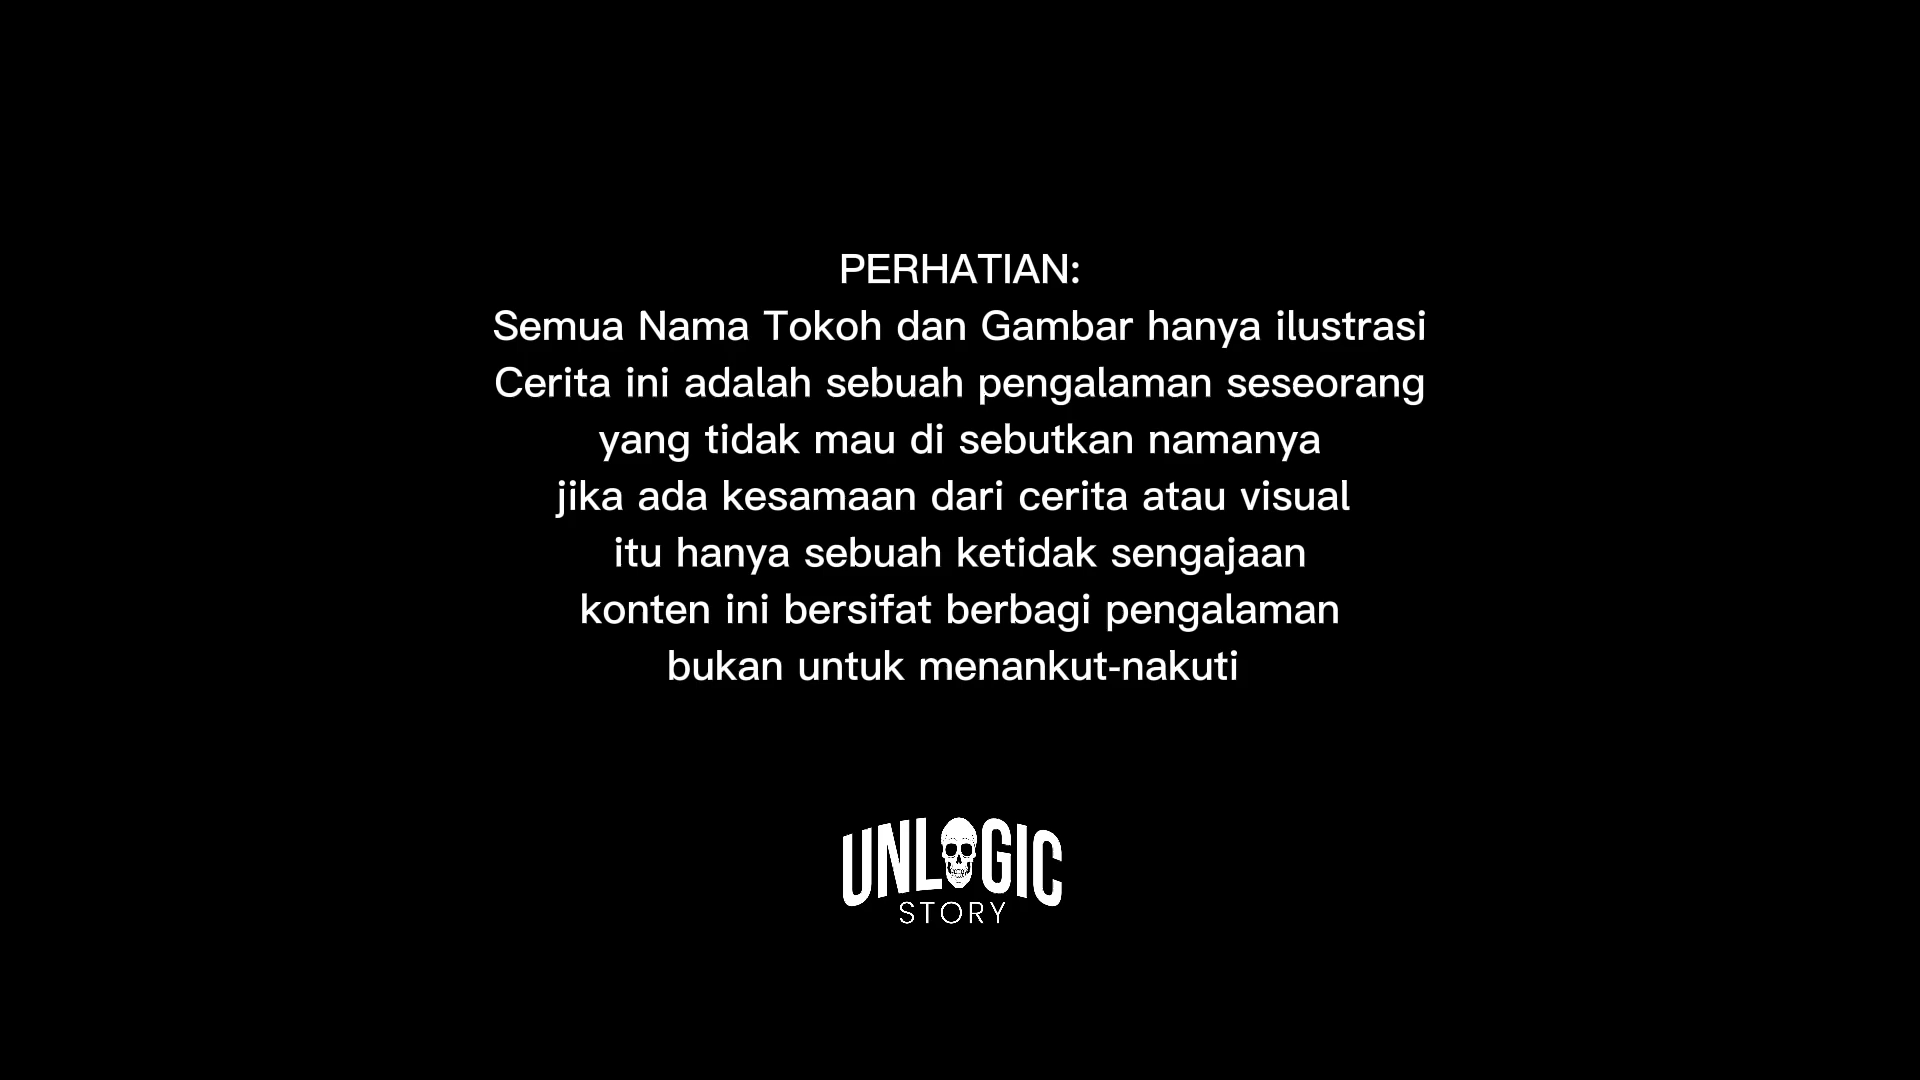 PERHATIAN:
Semua Nama Tokoh dan Gambar hanya ilustrasi
Cerita ini adalah sebuah pengalaman seseorang
yang tidak mau di sebutkan namanya
jika ada kesamaan dari cerita atau visual
itu hanya sebuah ketidak sengajaan
konten ini bersifat berbagi pengalaman
bukan untuk menankut-nakuti
UNLOGIC
STORY